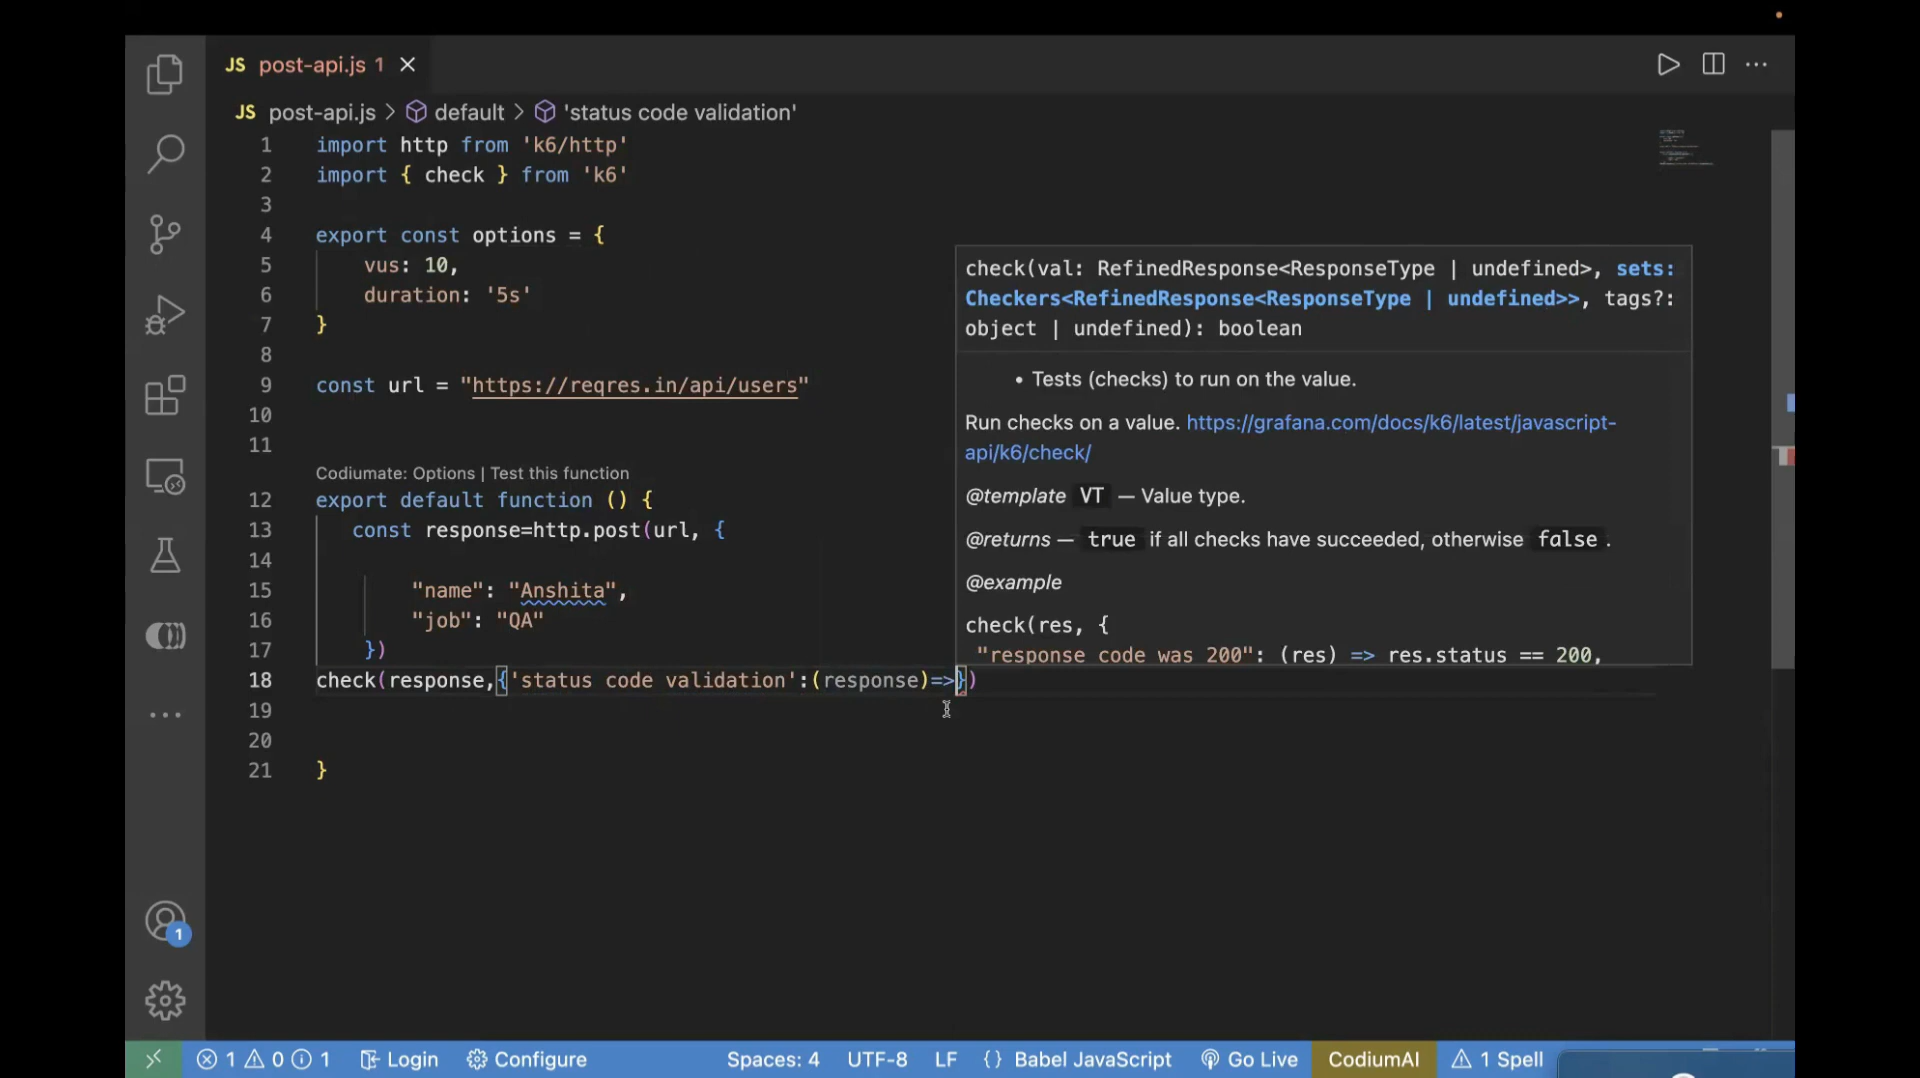 JS post-api.js 1
JS post-api.js > default > 'status code validation'
1 import http from 'k6/http'
2 import { check } from 'k6'
3
4 export const options = {
5 vus: 10,
6 duration: '5s'
7 }
8
9 const url = "https://reqres.in/api/users"
10
11
Codiumate: Options | Test this function
12 export default function () {
13 const response=http.post(url, {
14
15 "name": "Anshita",
16 "job": "QA"
17 })
18 check(response,{'status code validation':(response)=>})
19
20
21 }
check(val: RefinedResponse<ResponseType | undefined>, sets:
Checkers<RefinedResponse<ResponseType | undefined>>, tags?:
object | undefined): boolean
• Tests (checks) to run on the value.
Run checks on a value. https://grafana.com/docs/k6/latest/javascript-
api/k6/check/
@template VT — Value type.
@returns — true if all checks have succeeded, otherwise false .
@example
check(res, {
"response code was 200": (res) => res.status == 200,
1
1 0 1 Login Configure Spaces: 4 UTF-8 LF {} Babel JavaScript Go Live CodiumAI 1 Spell